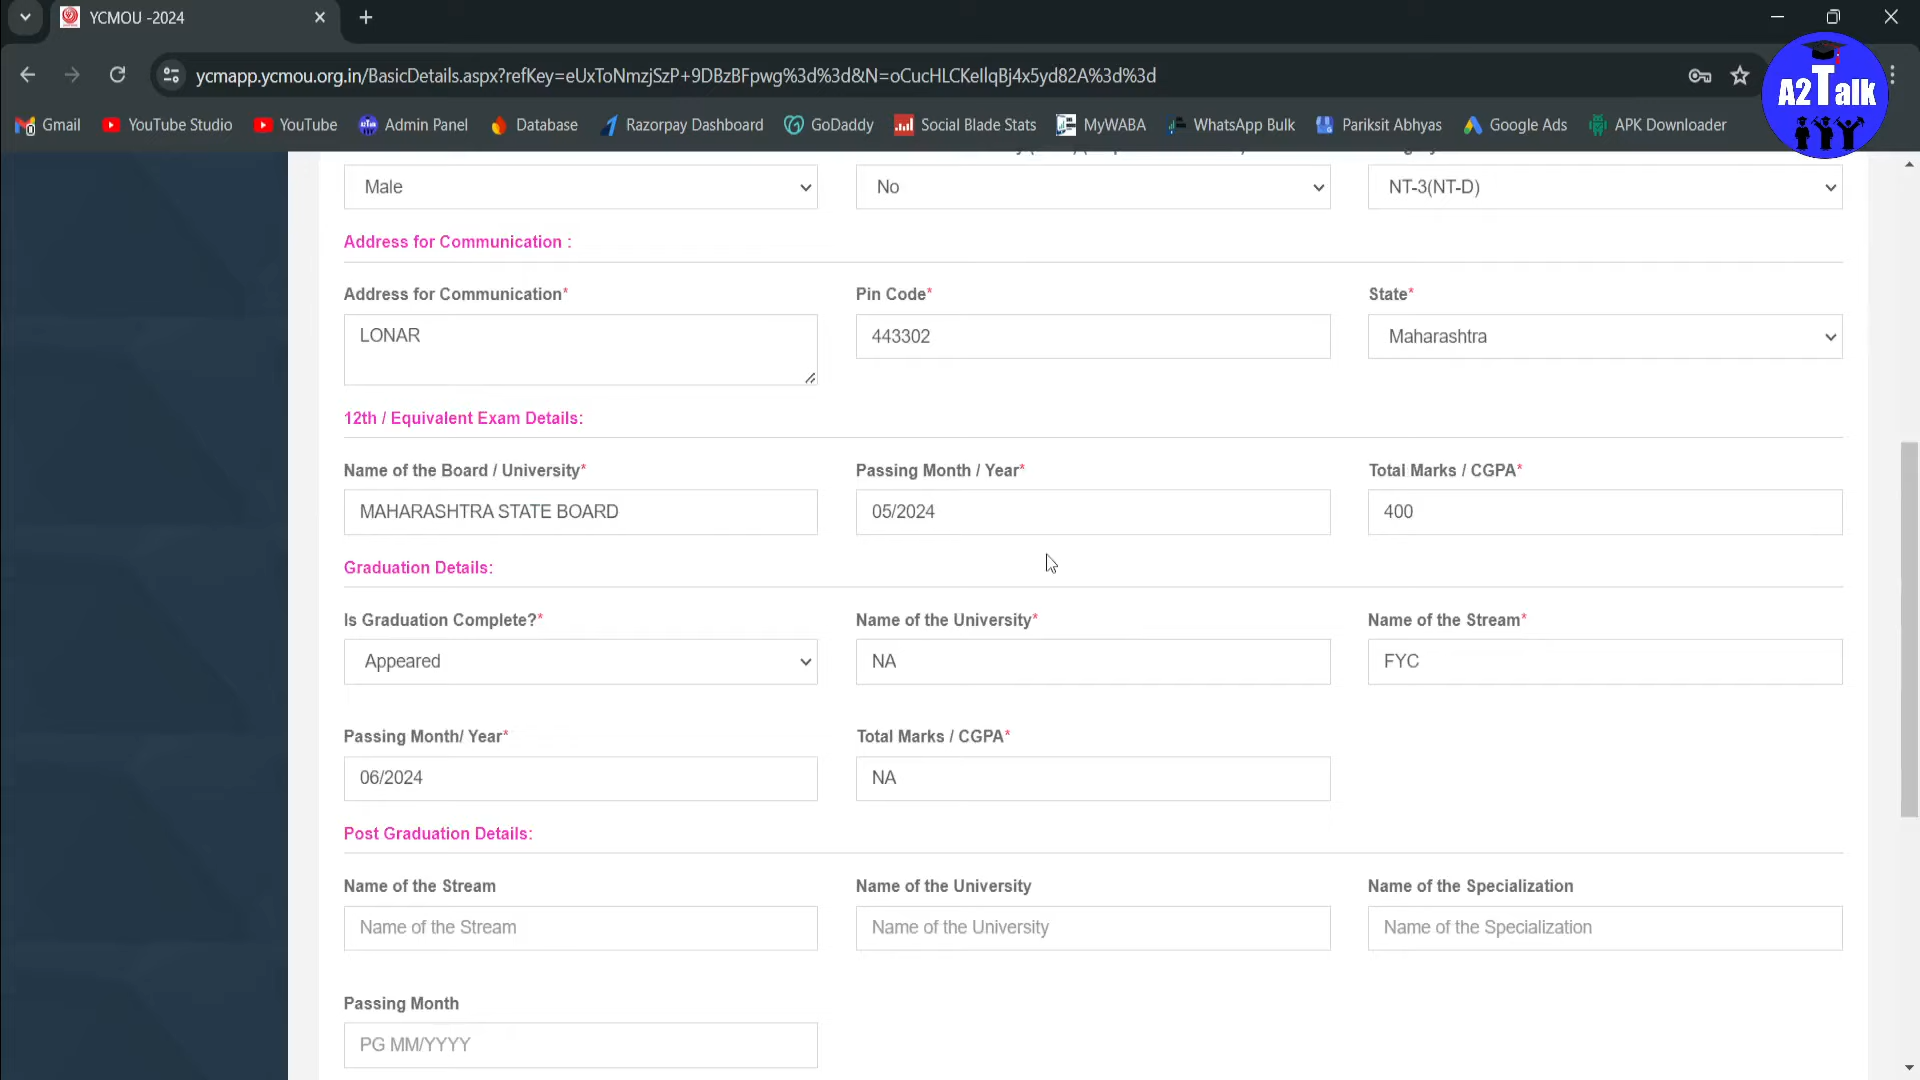 YCMOU -2024
ycmapp.ycmou.org.in/BasicDetails.aspx?refKey=eUxToNmzjSzP+9DBzBFpwg%3d%3d&N=oCucHLCKeIlqBj4x5yd82A%3d%3d
A2Talk
Gmail YouTube Studio YouTube Admin Panel Database Razorpay Dashboard GoDaddy Social Blade Stats MyWABA WhatsApp Bulk Pariksit Abhyas Google Ads APK Downloader
Male No NT-3(NT-D)
Address for Communication :
Address for Communication* Pin Code* State*
LONAR 443302 Maharashtra
12th / Equivalent Exam Details:
Name of the Board / University* Passing Month / Year* Total Marks / CGPA*
MAHARASHTRA STATE BOARD 05/2024 400
Graduation Details:
Is Graduation Complete?* Name of the University* Name of the Stream*
Appeared NA FYC
Passing Month/ Year* Total Marks / CGPA*
06/2024 NA
Post Graduation Details:
Name of the Stream Name of the University Name of the Specialization
Name of the Stream Name of the University Name of the Specialization
Passing Month
PG MM/YYYY